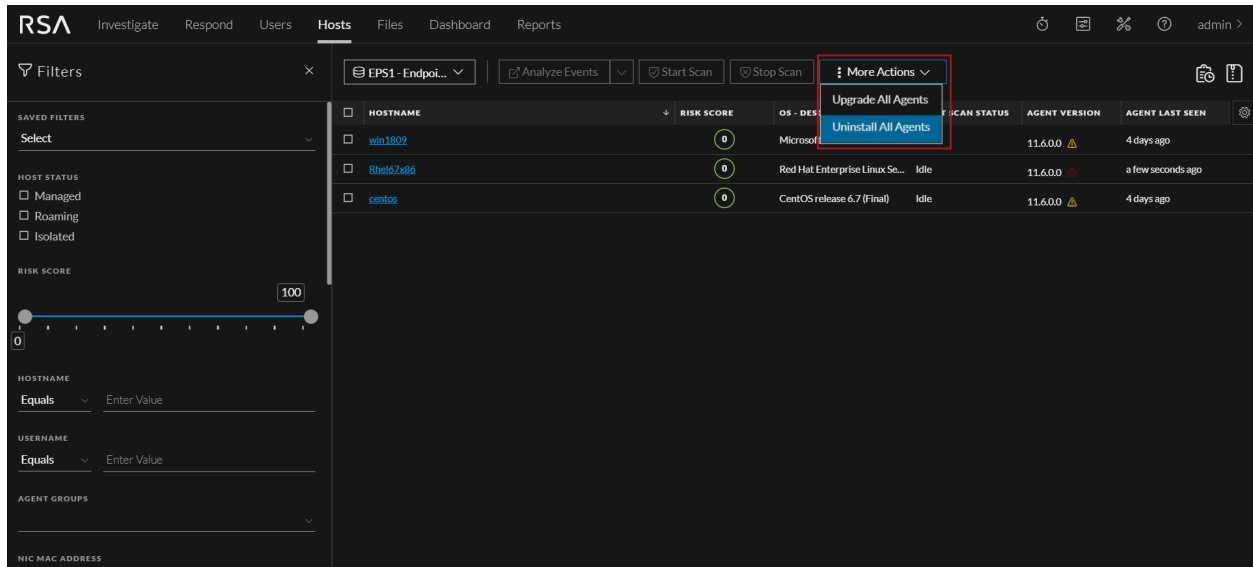 RSA Investigate Respond Users Hosts Files Dashboard Reports admin >
Filters ×
EPS1 - Endpoi... Analyze Events Start Scan Stop Scan More Actions
Upgrade All Agents
Uninstall All Agents
SAVED FILTERS
Select
HOST STATUS
Managed
Roaming
Isolated
RISK SCORE
100
0
HOSTNAME
Equals Enter Value
USERNAME
Equals Enter Value
AGENT GROUPS
NIC MAC ADDRESS
HOSTNAME RISK SCORE OS - DES SCAN STATUS AGENT VERSION AGENT LAST SEEN
win1809 0 Microsof 11.6.0.0 4 days ago
Rhel67x86 0 Red Hat Enterprise Linux Se... Idle 11.6.0.0 a few seconds ago
centos 0 CentOS release 6.7 (Final) Idle 11.6.0.0 4 days ago